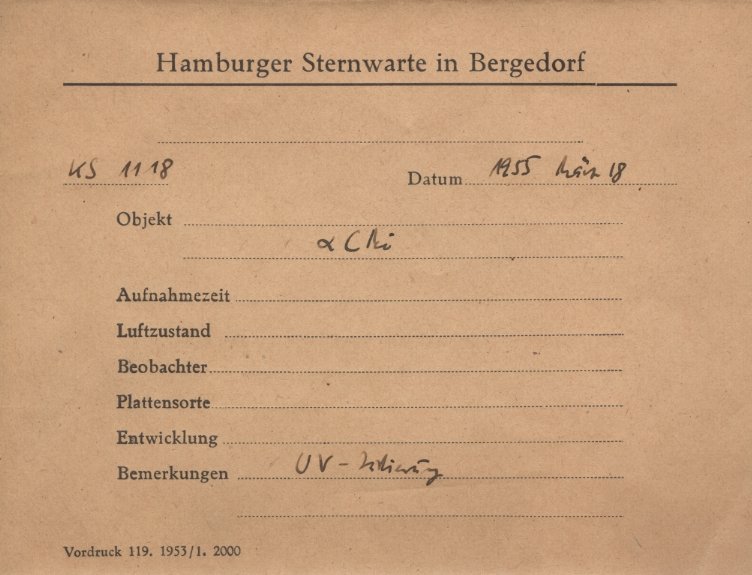 Hamburger Sternwarte in Bergedorf
KS 1118 Datum 1955 März 18
Objekt
α CMi
Aufnahmezeit
Luftzustand
Beobachter
Plattensorte
Entwicklung
Bemerkungen UV-
Vordruck 119. 1953/1. 2000